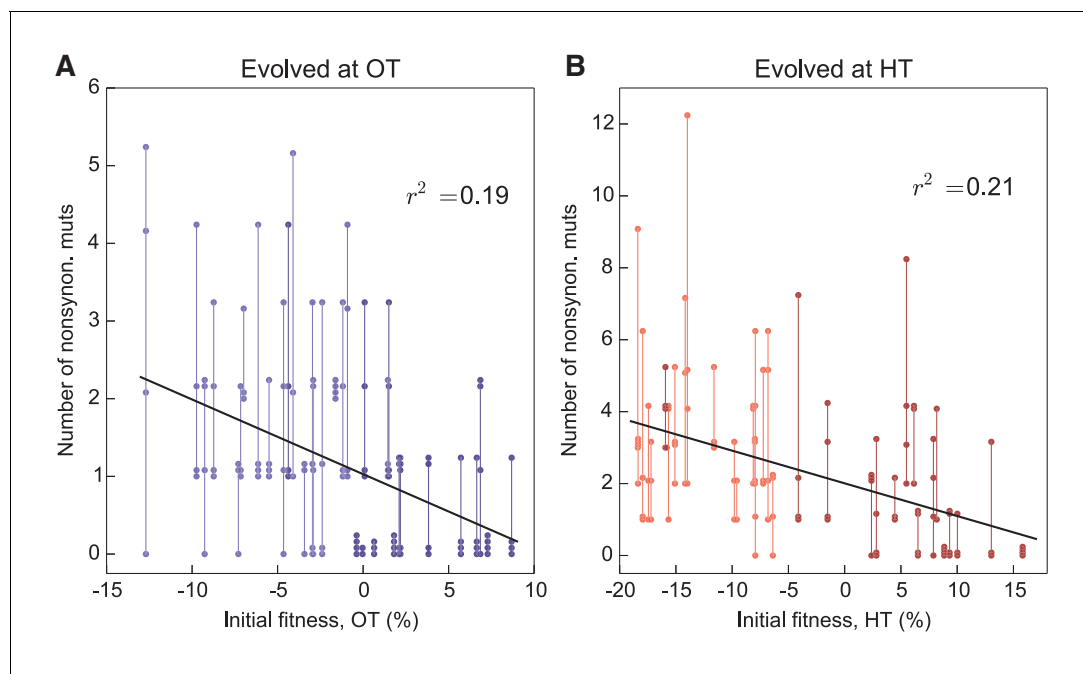 A
Evolved at OT
Number of nonsynon. muts
6
5
4
3
2
1
0
r² =0.19
-15
-10
-5
0
5
10
Initial fitness, OT (%)
B
Evolved at HT
Number of nonsynon. muts
12
10
8
6
4
2
0
r² =0.21
-20
-15
-10
-5
0
5
10
15
Initial fitness, HT (%)